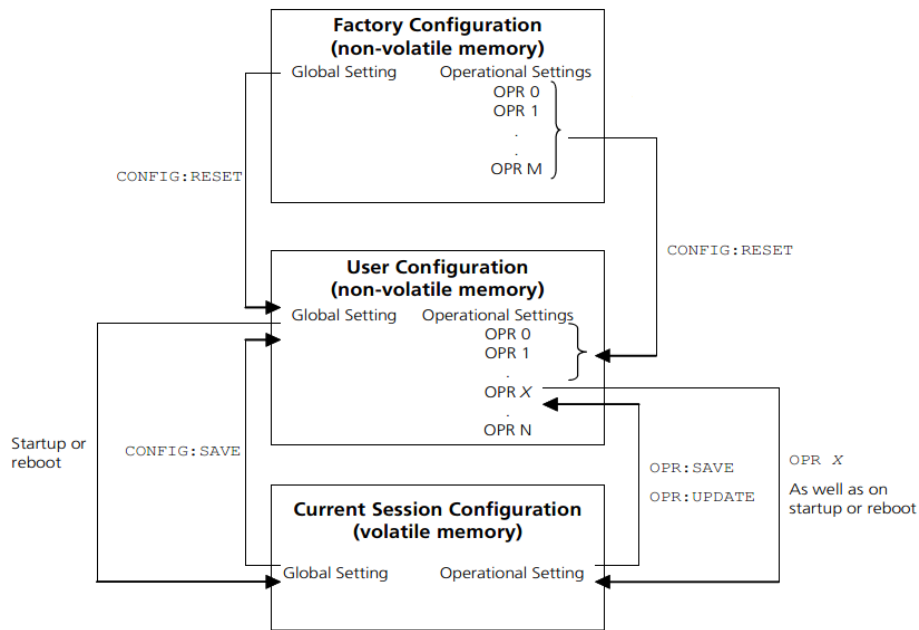 Factory Configuration
(non-volatile memory)
Global Setting Operational Settings
OPR 0
OPR 1
.
.
OPR M
CONFIG:RESET
CONFIG:RESET
User Configuration
(non-volatile memory)
Global Setting Operational Settings
OPR 0
OPR 1
.
OPR X
.
OPR N
Startup or
reboot
CONFIG:SAVE
OPR:SAVE
OPR:UPDATE
OPR X
As well as on
startup or reboot
Current Session Configuration
(volatile memory)
Global Setting Operational Setting